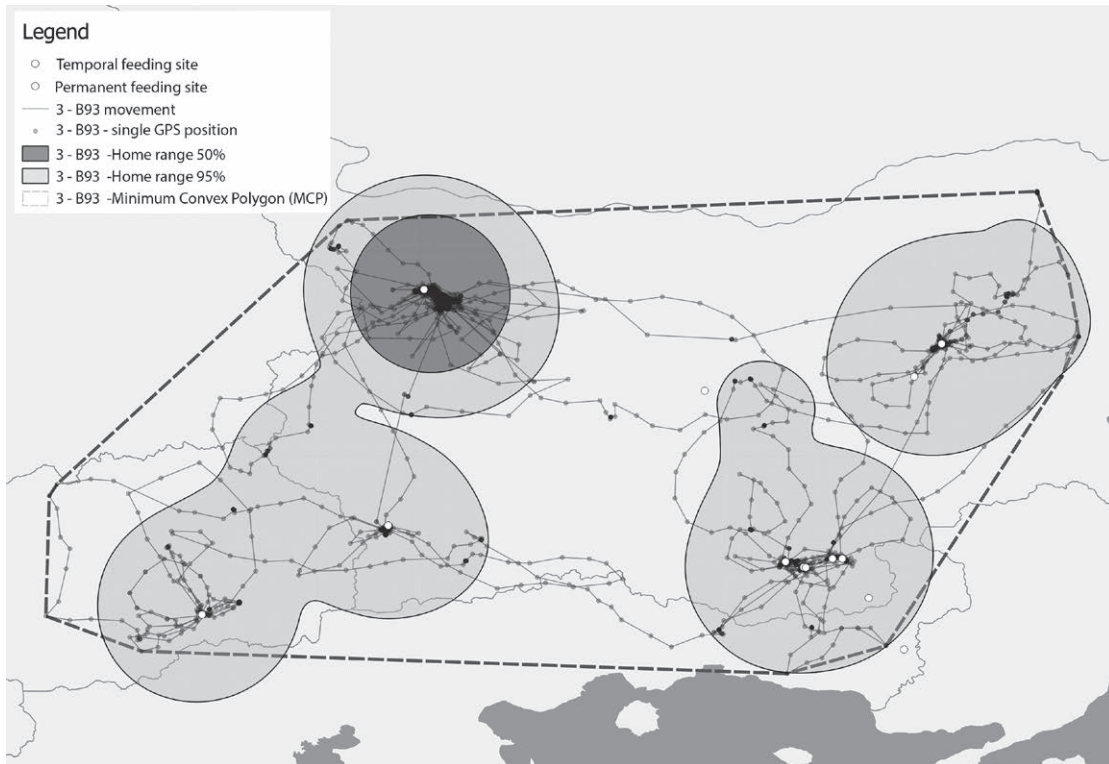 Legend
Temporal feeding site
Permanent feeding site
3 - B93 movement
3 - B93 - single GPS position
3 - B93 -Home range 50%
3 - B93 -Home range 95%
3 - B93 -Minimum Convex Polygon (MCP)